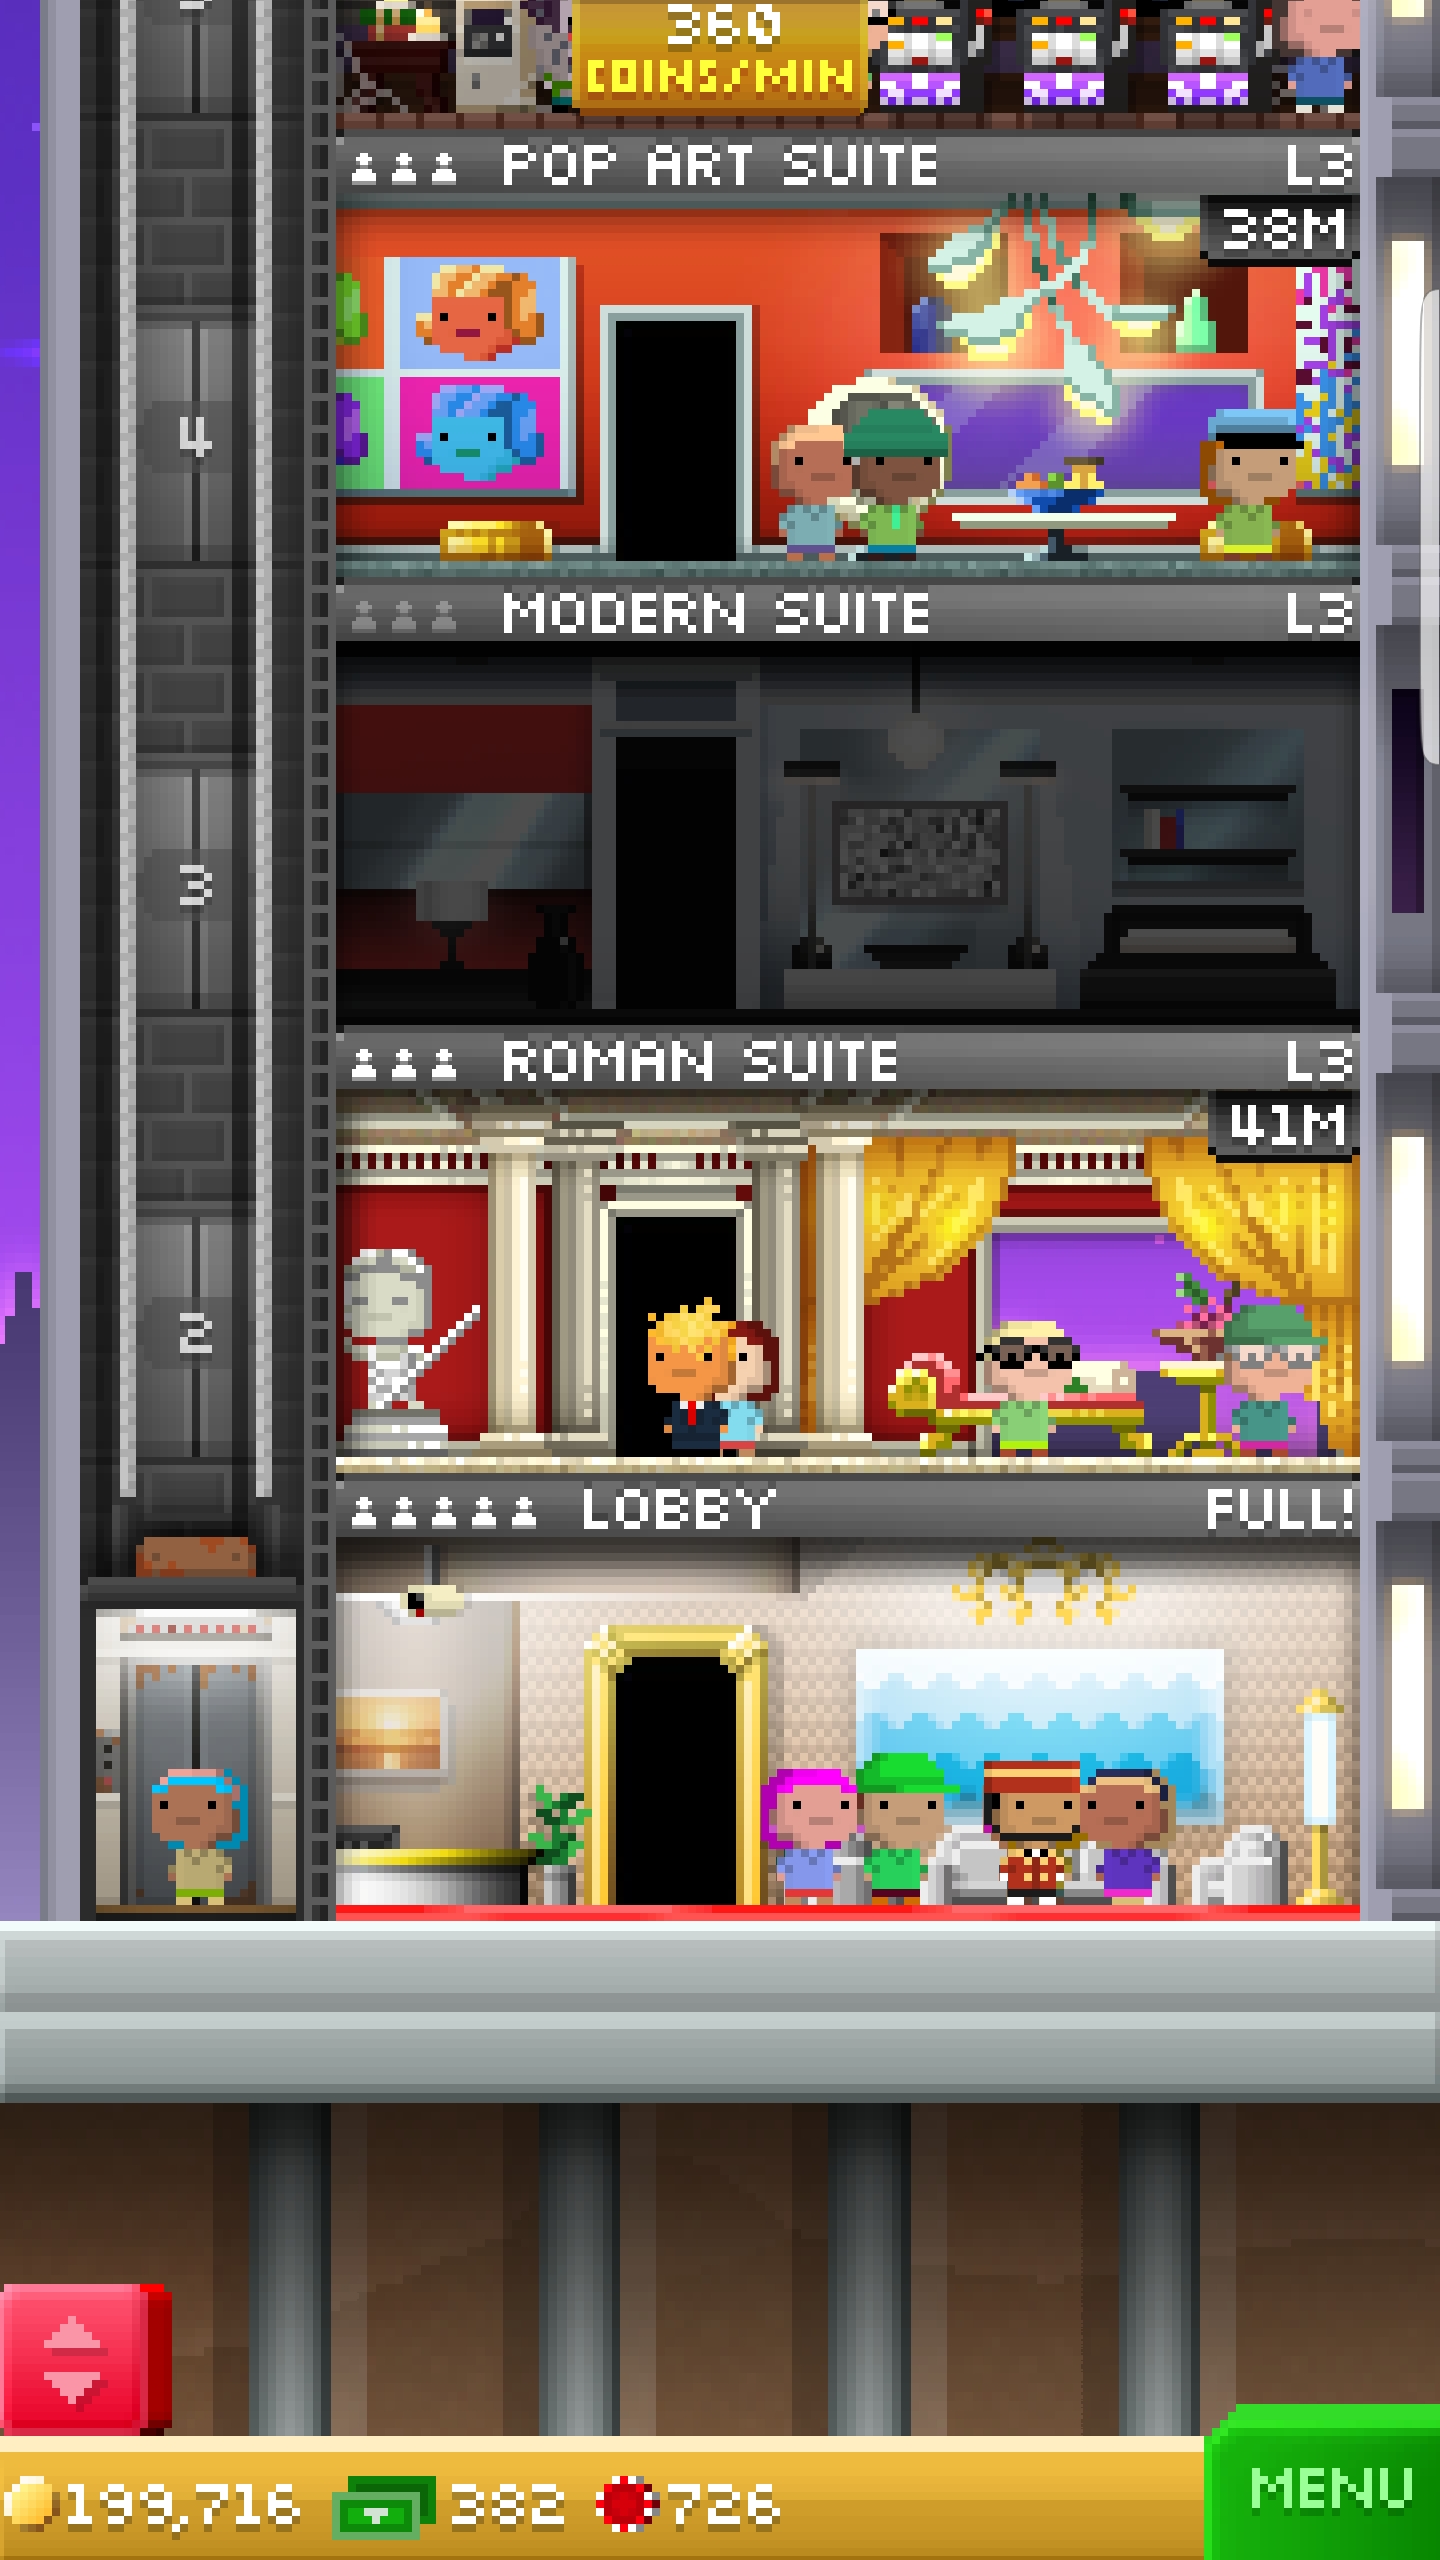 360
COINS/MIN
POP ART SUITE L3
38M
4
MODERN SUITE L3
3
ROMAN SUITE L3
41M
2
LOBBY FULL!
199,716 382 726
MENU